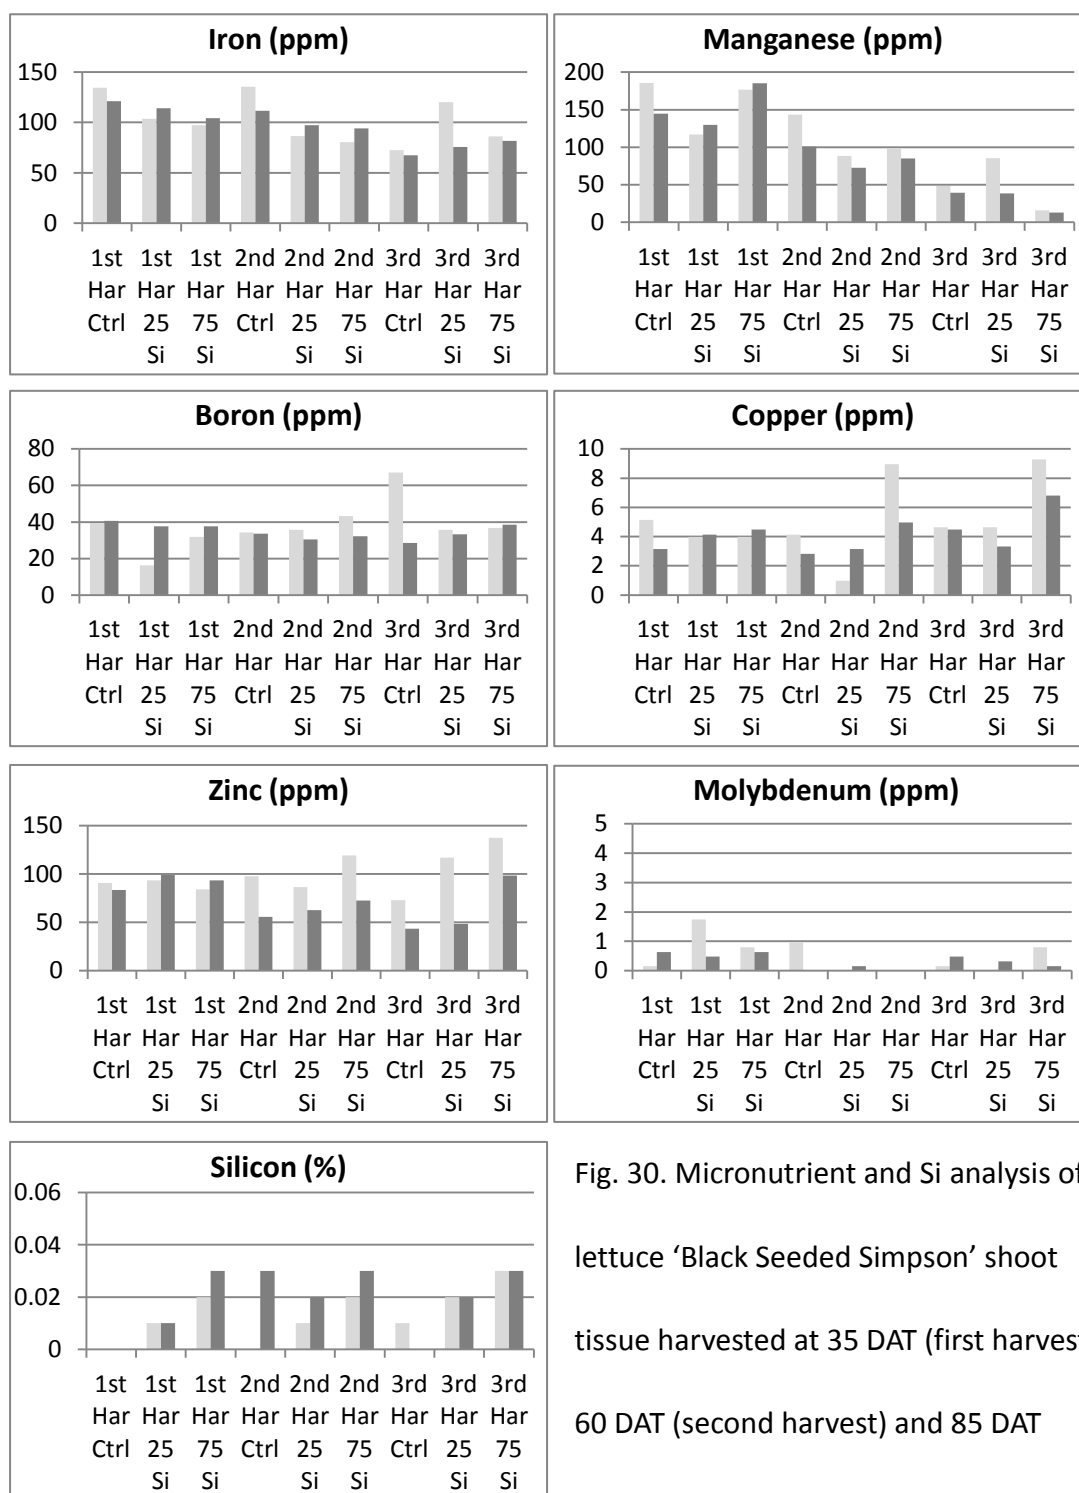 Iron (ppm)
150
100
50
0
1st 1st 1st 2nd 2nd 2nd 3rd 3rd 3rd
Har Har Har Har Har Har Har Har Har
Ctrl 25 75 Ctrl 25 75 Ctrl 25 75
Si Si Si Si Si Si
Manganese (ppm)
200
150
100
50
0
1st 1st 1st 2nd 2nd 2nd 3rd 3rd 3rd
Har Har Har Har Har Har Har Har Har
Ctrl 25 75 Ctrl 25 75 Ctrl 25 75
Si Si Si Si Si Si
Boron (ppm)
80
60
40
20
0
1st 1st 1st 2nd 2nd 2nd 3rd 3rd 3rd
Har Har Har Har Har Har Har Har Har
Ctrl 25 75 Ctrl 25 75 Ctrl 25 75
Si Si Si Si Si Si
Copper (ppm)
10
8
6
4
2
0
1st 1st 1st 2nd 2nd 2nd 3rd 3rd 3rd
Har Har Har Har Har Har Har Har Har
Ctrl 25 75 Ctrl 25 75 Ctrl 25 75
Si Si Si Si Si Si
Zinc (ppm)
150
100
50
0
1st 1st 1st 2nd 2nd 2nd 3rd 3rd 3rd
Har Har Har Har Har Har Har Har Har
Ctrl 25 75 Ctrl 25 75 Ctrl 25 75
Si Si Si Si Si Si
Molybdenum (ppm)
5
4
3
2
1
0
1st 1st 1st 2nd 2nd 2nd 3rd 3rd 3rd
Har Har Har Har Har Har Har Har Har
Ctrl 25 75 Ctrl 25 75 Ctrl 25 75
Si Si Si Si Si Si
Silicon (%)
0.06
0.04
0.02
0
1st 1st 1st 2nd 2nd 2nd 3rd 3rd 3rd
Har Har Har Har Har Har Har Har Har
Ctrl 25 75 Ctrl 25 75 Ctrl 25 75
Si Si Si Si Si Si
Fig. 30. Micronutrient and Si analysis of
lettuce ‘Black Seeded Simpson’ shoot
tissue harvested at 35 DAT (first harvest
60 DAT (second harvest) and 85 DAT